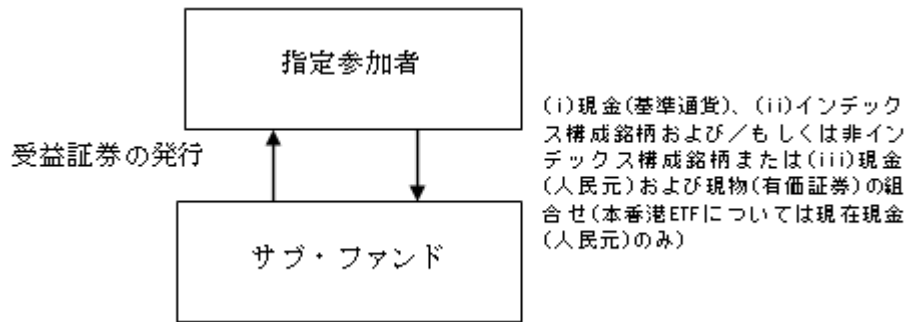 指定参加者
受益証券の発行
(i)現金(基準通貨)、(ii)インデック
ス構成銘柄および／もしくは非イン
デックス構成銘柄または(iii)現金
(人民元)および現物(有価証券)の組
合せ(本香港ETFについては現在現金
(人民元)のみ)
サブ・ファンド